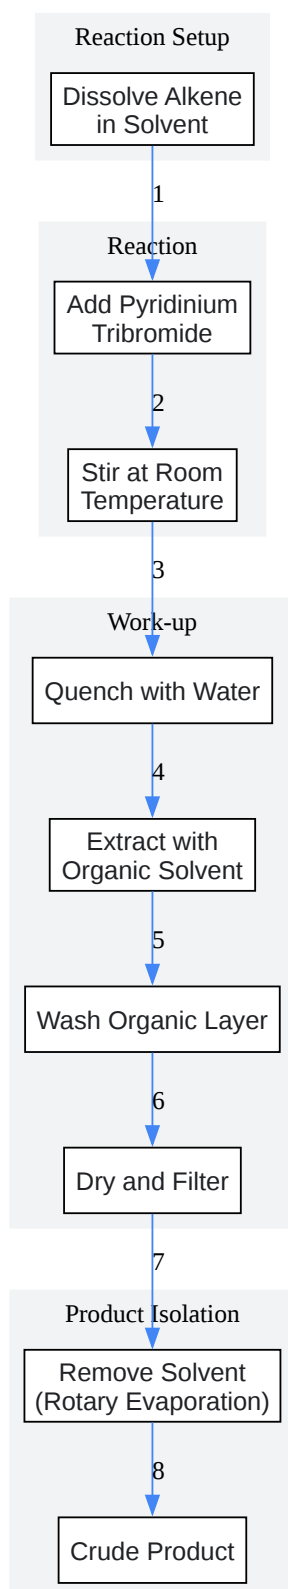 Reaction Setup
Dissolve Alkene
in Solvent
1
Reaction
Add Pyridinium
Tribromide
2
Stir at Room
Temperature
3
Work-up
Quench with Water
4
Extract with
Organic Solvent
5
Wash Organic Layer
6
Dry and Filter
7
Product Isolation
Remove Solvent
(Rotary Evaporation)
8
Crude Product